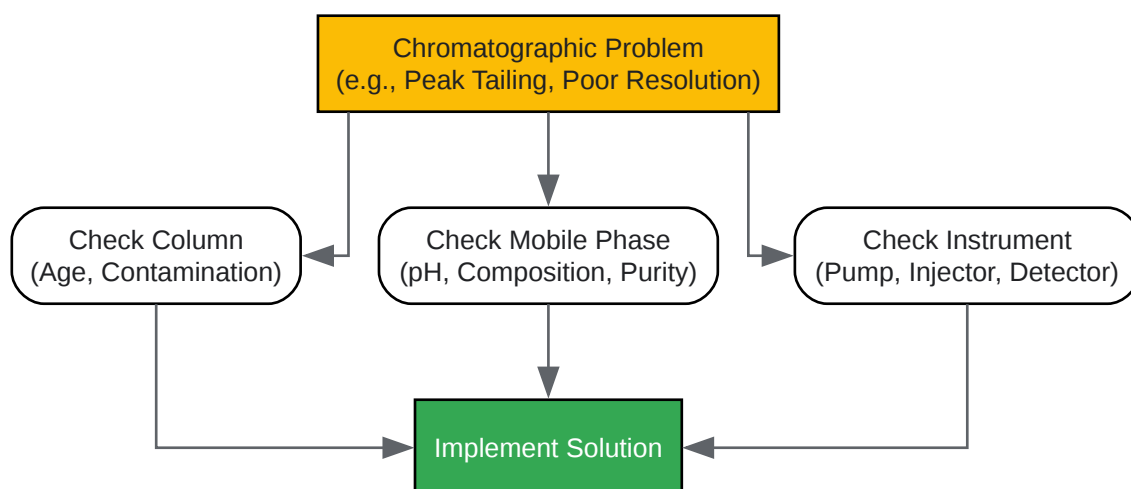 Chromatographic Problem
(e.g., Peak Tailing, Poor Resolution)
Check Column
(Age, Contamination)
Check Mobile Phase
(pH, Composition, Purity)
Check Instrument
(Pump, Injector, Detector)
Implement Solution